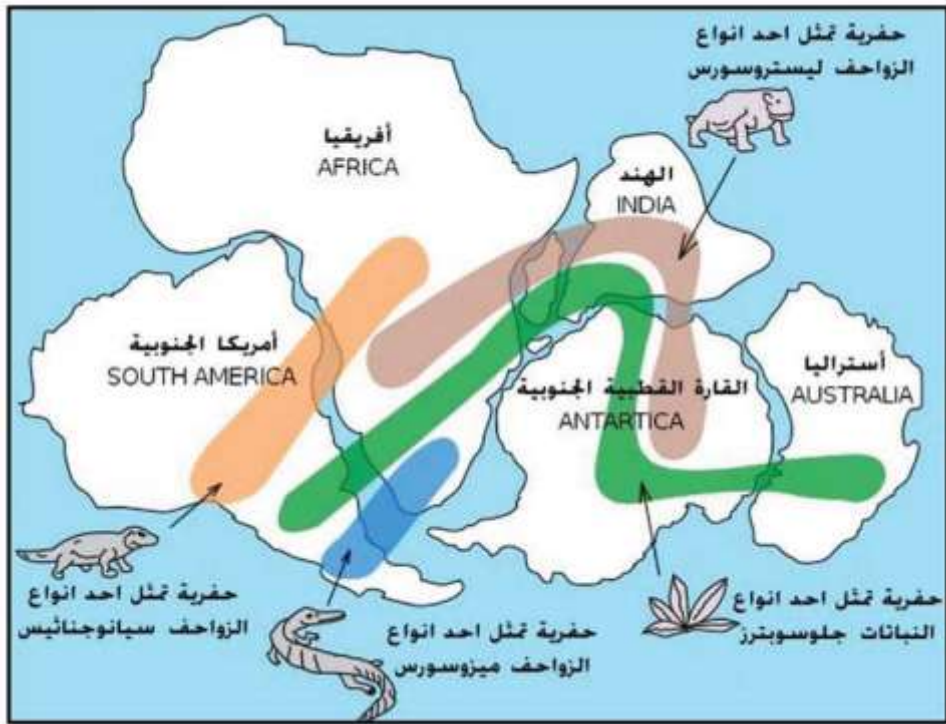 حفرية تمثل احد انواع
الزواحف ليستروسورس
أفريقيا
AFRICA
الهند
INDIA
أمريكا الجنوبية
SOUTH AMERICA
القارة القطبية الجنوبية
ANTARTICA
أستراليا
AUSTRALIA
حفرية تمثل احد انواع
الزواحف سيانوجناثيس
حفرية تمثل احد انواع
الزواحف ميزوسورس
حفرية تمثل احد انواع
النباتات جلوسوبترز